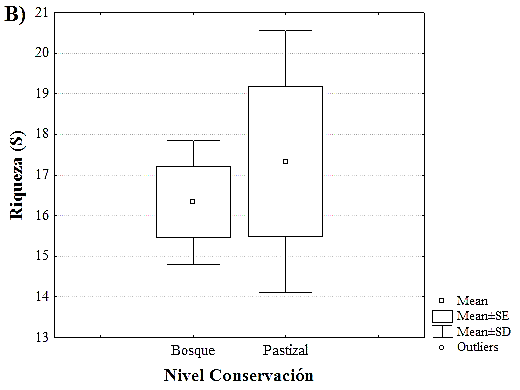 B)
21
20
19
18
17
16
15
14
13
Riqueza (S)
Bosque
Pastizal
Nivel Conservación
Mean
Mean±SE
Mean±SD
Outliers